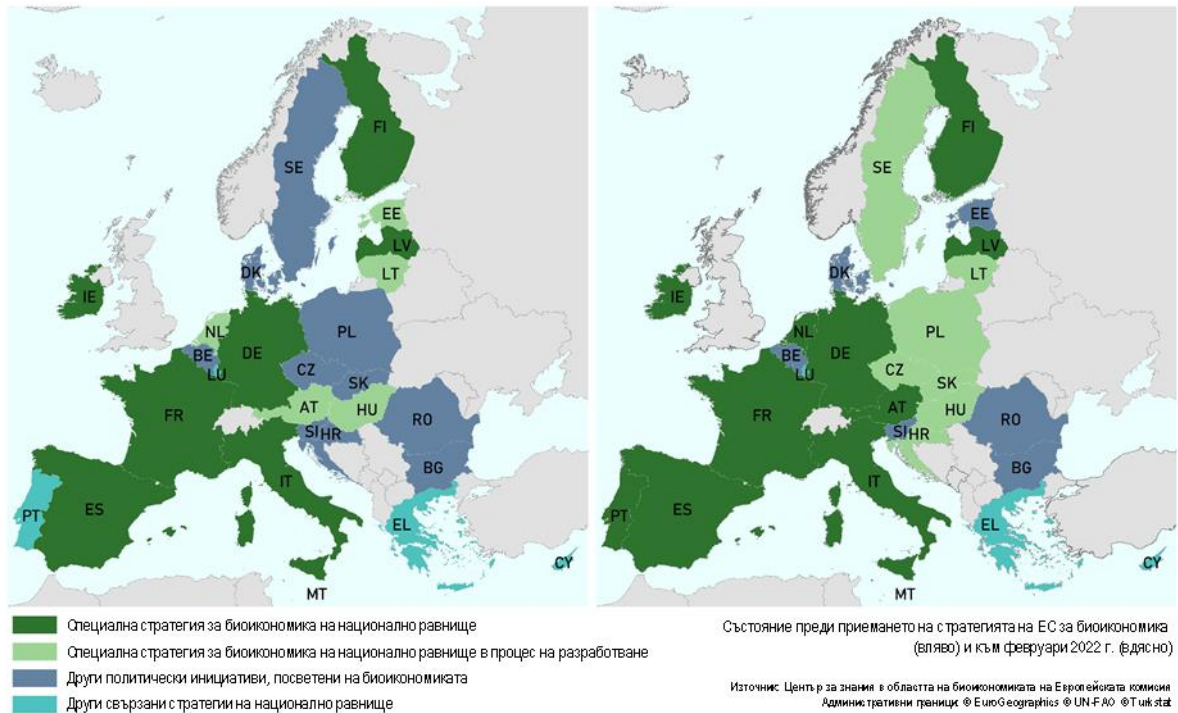 FI
SE
EE
LV
LT
DK
IE
NL
PL
BE
DE
LU
CZ
SK
FR
AT
HU
SI HR
RO
BG
IT
PT
ES
EL
CY
MT
FI
SE
EE
LV
LT
DK
IE
NL
PL
BE
DE
LU
CZ
SK
FR
AT
HU
SI HR
RO
BG
IT
PT
ES
EL
CY
MT
Специална стратегия за биоикономика на национално равнище
Специална стратегия за биоикономика на национално равнище в процес на разработване
Други политически инициативи, посветени на биоикономиката
Други свързани стратегии на национално равнище
Състояние преди приемането на стратегията на ЕС за биоикономика
(вляво) и към февруари 2022 г. (вдясно)
Източник: Център за знания в областта на биоикономиката на Европейската комисия
Административни граници: © EuroGeographics © UN-FAO © Turkstat